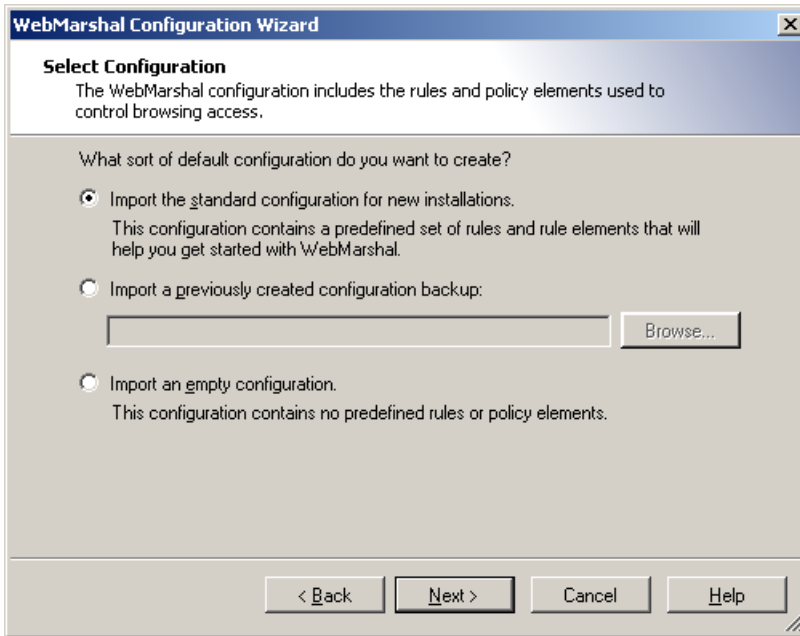 WebMarshal Configuration Wizard
Select Configuration
The WebMarshal configuration includes the rules and policy elements used to
control browsing access.
What sort of default configuration do you want to create?
Import the standard configuration for new installations.
This configuration contains a predefined set of rules and rule elements that will
help you get started with WebMarshal.
Import a previously created configuration backup:
Browse...
Import an empty configuration.
This configuration contains no predefined rules or policy elements.
< Back Next > Cancel Help